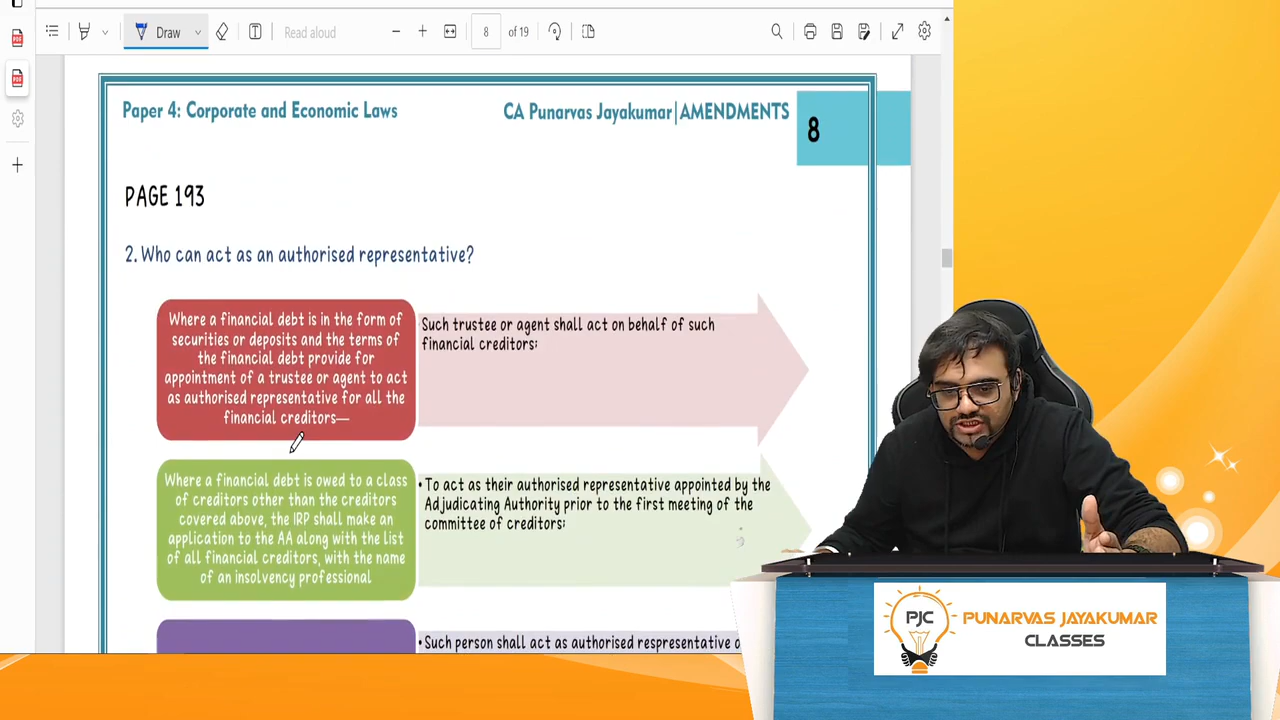 Draw
Read aloud
8
of 19
Paper 4: Corporate and Economic Laws
CA Punarvas Jayakumar|AMENDMENTS
8
PAGE 193
2. Who can act as an authorised representative?
Where a financial debt is in the form of
securities or deposits and the terms of
the financial debt provide for
appointment of a trustee or agent to act
as authorised representative for all the
financial creditors—
Such trustee or agent shall act on behalf of such
financial creditors:
Where a financial debt is owed to a class
of creditors other than the creditors
covered above, the IRP shall make an
application to the AA along with the List
of all financial creditors, with the name
of an insolvency professional
• To act as their authorised representative appointed by the
Adjudicating Authority prior to the first meeting of the
committee of creditors:
• Such person shall act as authorised respresentative
PJC
PUNARVAS JAYAKUMAR
CLASSES